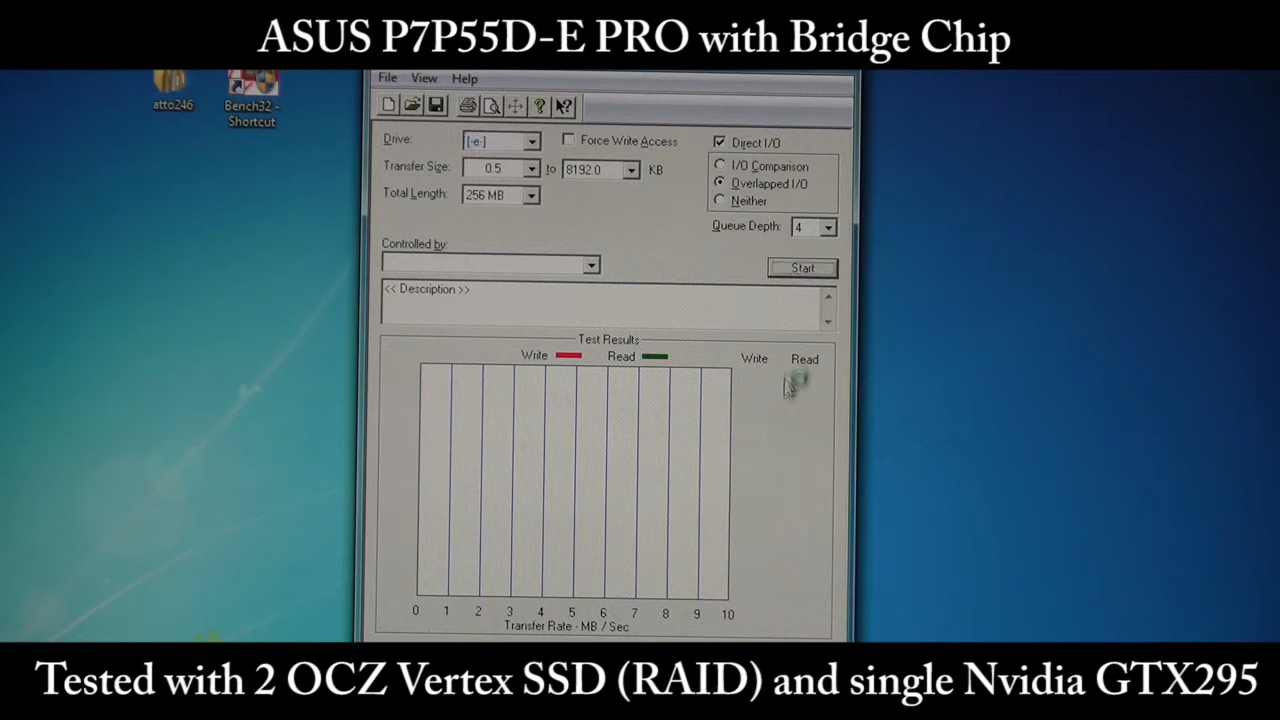 ASUS P7P55D-E PRO with Bridge Chip
File View Help
atto246
Bench32 -
Shortcut
Drive: [-e-] Force Write Access Direct I/O
Transfer Size: 0.5 to 8192.0 KB I/O Comparison
Overlapped I/O
Total Length: 256 MB Neither
Queue Depth: 4
Controlled by:
Start
<< Description >>
Test Results
Write Read Write Read
0 1 2 3 4 5 6 7 8 9 10
Transfer Rate - MB / Sec
Tested with 2 OCZ Vertex SSD (RAID) and single Nvidia GTX295